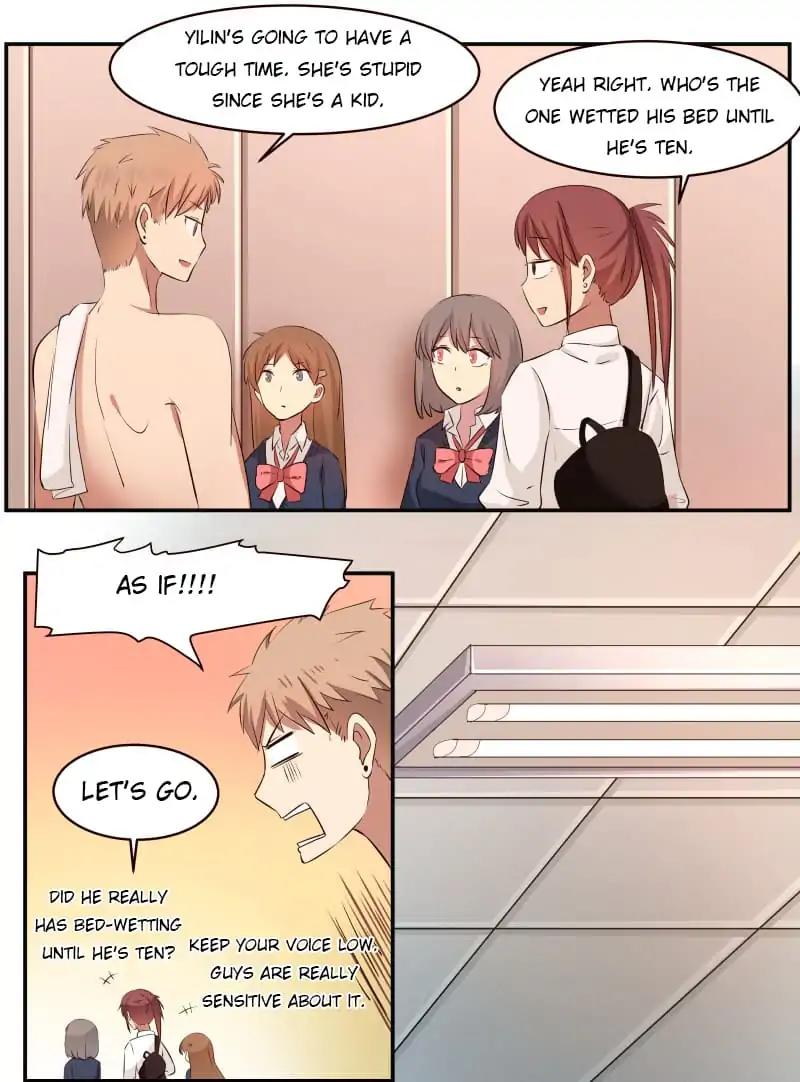 YILIN'S GOING TO HAVE A
TOUGH TIME. SHE'S STUPID
SINCE SHE'S A KID.
YEAH RIGHT. WHO'S THE
ONE WETTED HIS BED UNTIL
HE'S TEN.
AS IF!!!!
LET'S GO.
DID HE REALLY
HAS BED-WETTING
UNTIL HE'S TEN?
KEEP YOUR VOICE LOW.
GUYS ARE REALLY
SENSITIVE ABOUT IT.